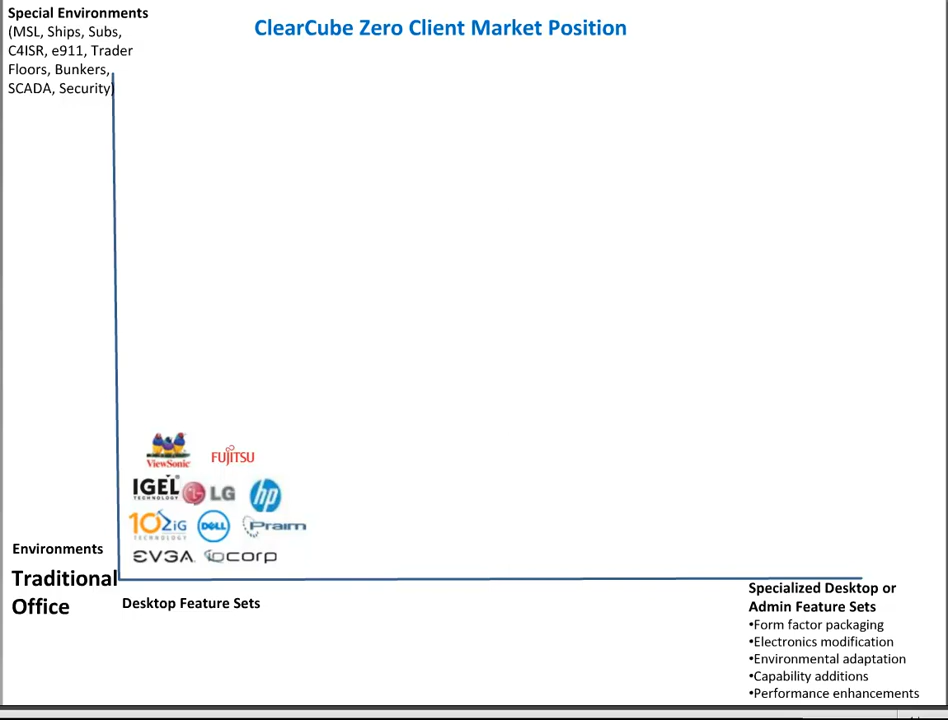 Special Environments
(MSL, Ships, Subs,
C4ISR, e911, Trader
Floors, Bunkers,
SCADA, Security)
ClearCube Zero Client Market Position
ViewSonic
FUJITSU
IGEL
TECHNOLOGY
LG
hp
10ZiG
TECHNOLOGY
DELL
Praim
EVGA
iocorp
Environments
Traditional
Office
Desktop Feature Sets
Specialized Desktop or
Admin Feature Sets
•Form factor packaging
•Electronics modification
•Environmental adaptation
•Capability additions
•Performance enhancements